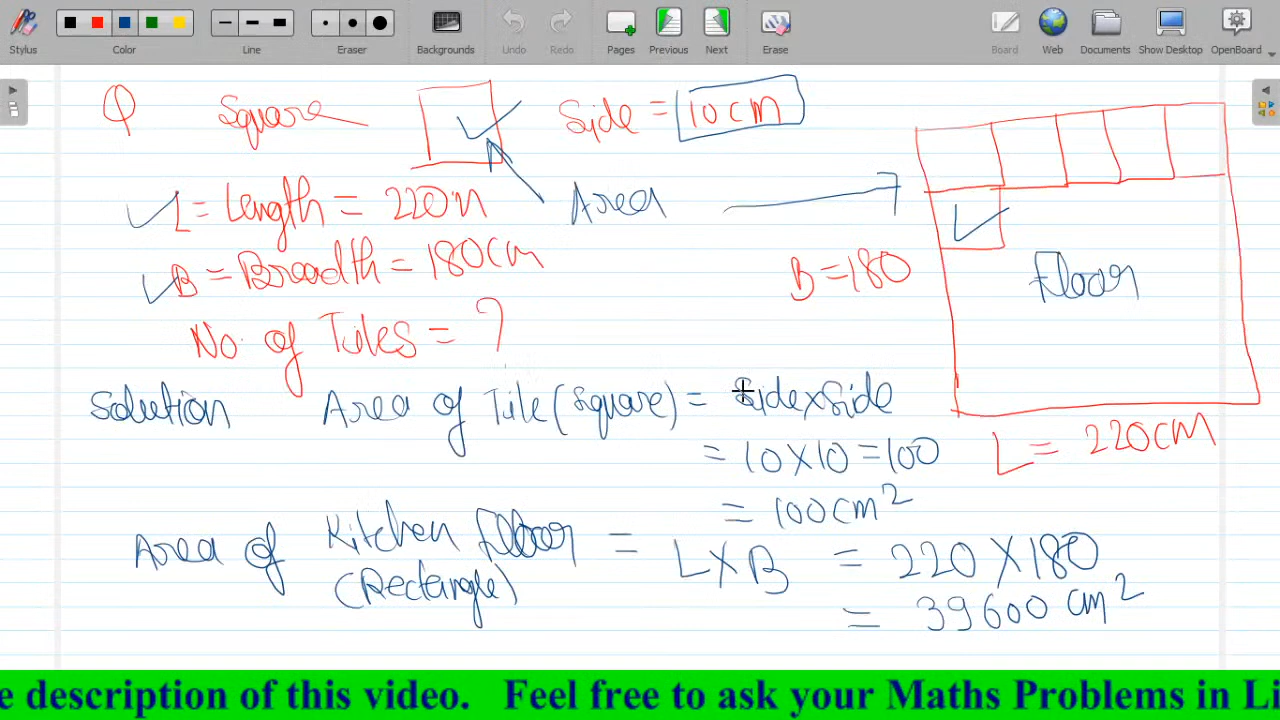 Stylus Color Line Eraser Backgrounds Undo Redo Pages Previous Next Erase Board Web Documents Show Desktop OpenBoard
Q Square Side = 10 cm
L = Length = 220 Area
B = Breadth = 180 cm
B = 180
Floor
No. of Tiles = ?
Solution Area of Tile (Square) = Side x Side
= 10 X 10 = 100
L = 220 cm
= 100 cm²
Area of Kitchen Floor = L X B = 220 X 180
(Rectangle)
= 39600 cm²
e description of this video. Feel free to ask your Maths Problems in Li